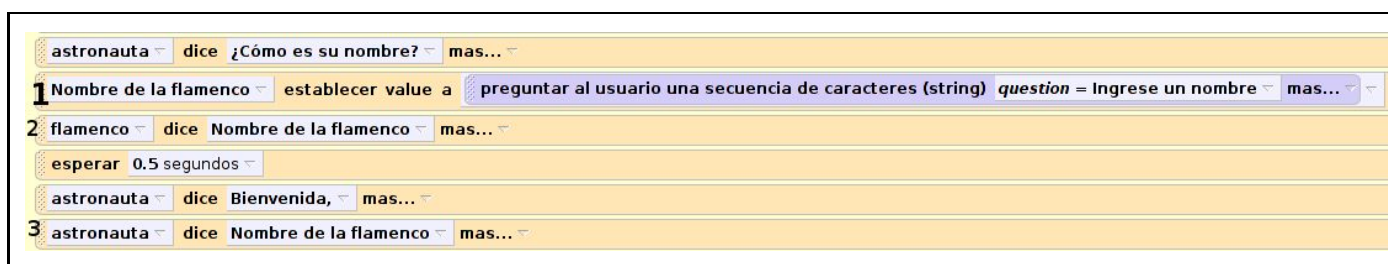 astronauta dice ¿Cómo es su nombre? mas...
1 Nombre de la flamenco establecer value a preguntar al usuario una secuencia de caracteres (string) question = Ingrese un nombre mas...
2 flamenco dice Nombre de la flamenco mas...
esperar 0.5 segundos
astronauta dice Bienvenida, mas...
3 astronauta dice Nombre de la flamenco mas...